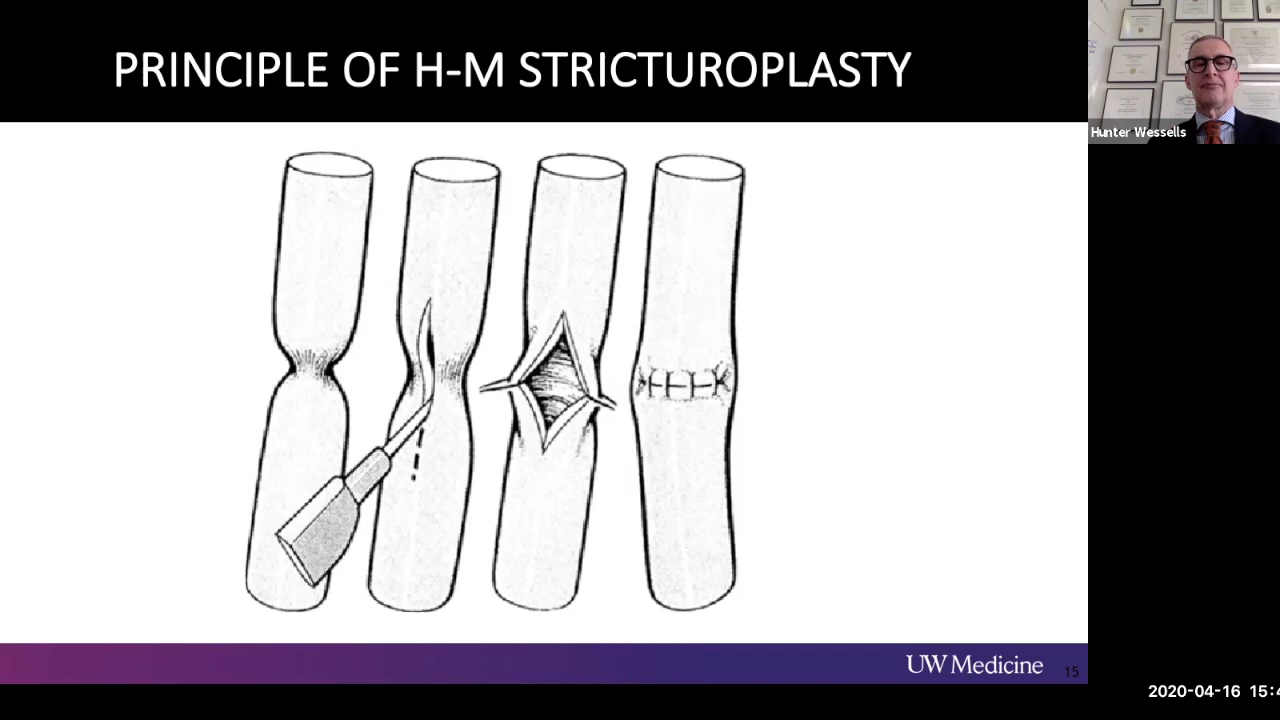 PRINCIPLE OF H-M STRICTUROPLASTY
Hunter Wessells
UW Medicine
15
2020-04-16 15:4